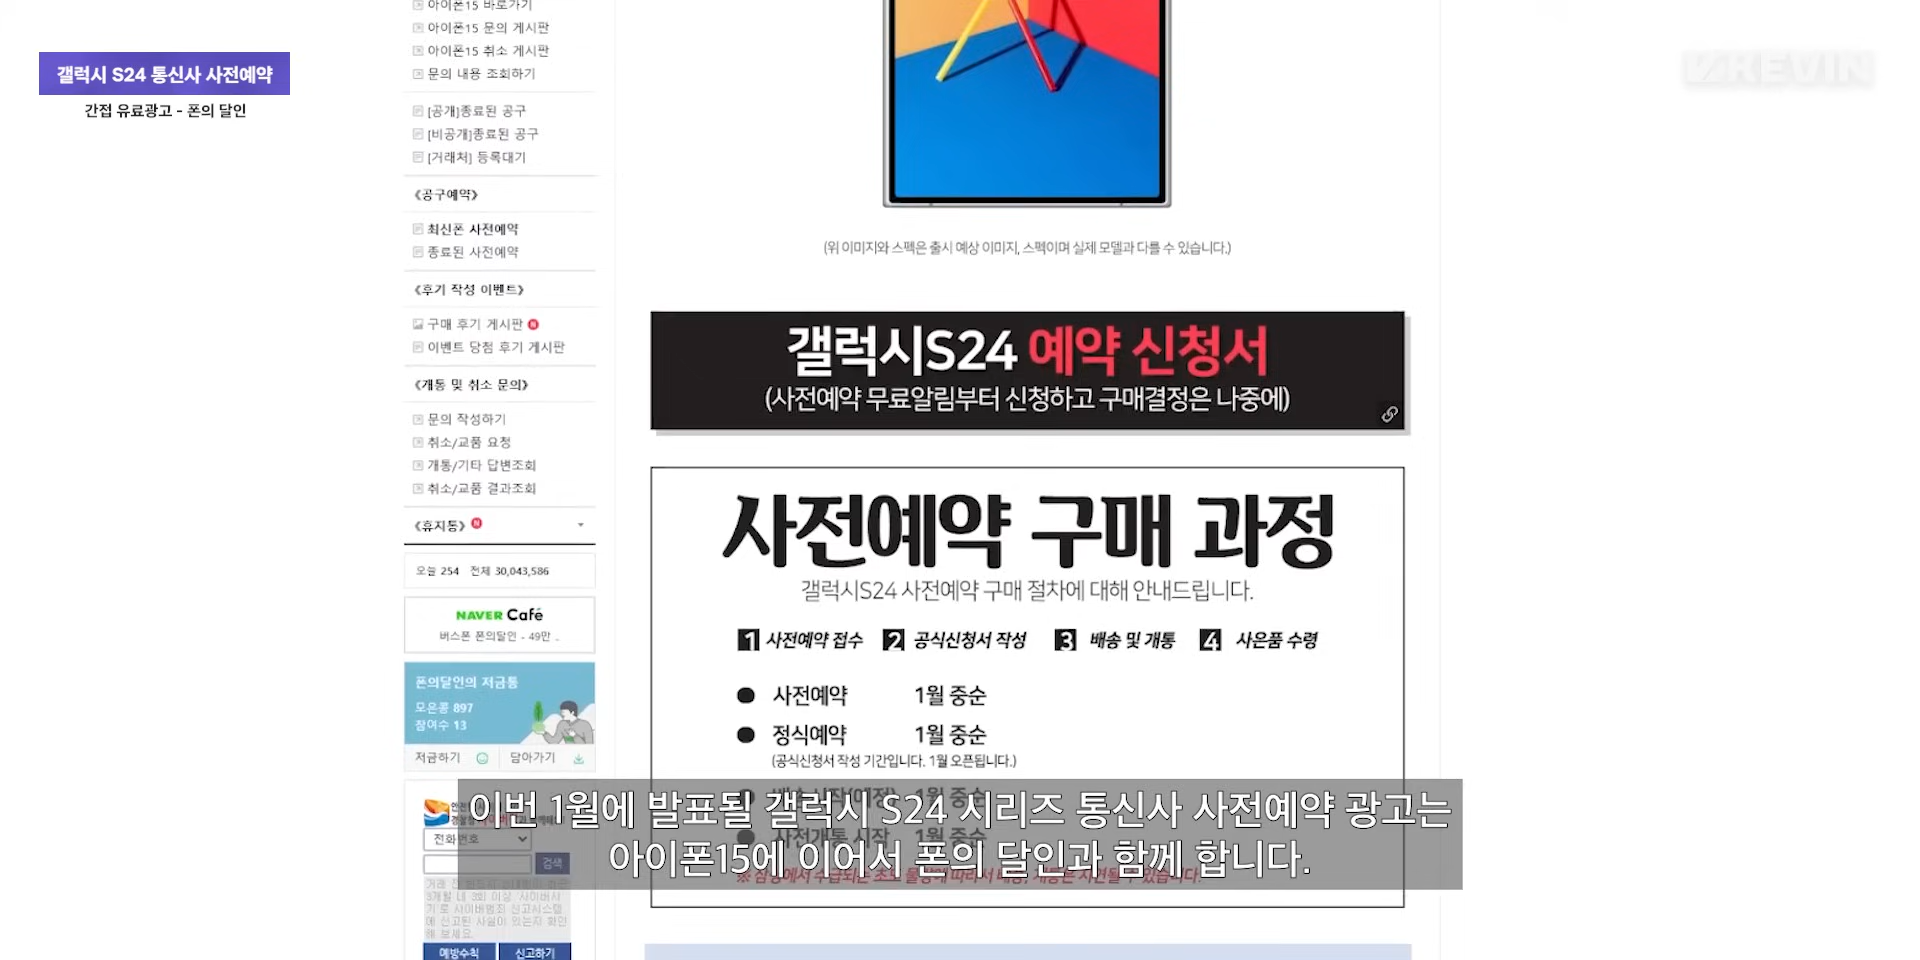 갤럭시 S24 통신사 사전예약
간접 유료광고 - 폰의 달인
KEVIN
아이폰15 바로가기
아이폰15 문의 게시판
아이폰15 취소 게시판
문의 내용 조회하기
[공개]종료된 공구
[비공개]종료된 공구
[거래처] 등록대기
《공구예약》
최신폰 사전예약
종료된 사전예약
《후기 작성 이벤트》
구매 후기 게시판 N
이벤트 당첨 후기 게시판
《개통 및 취소 문의》
문의 작성하기
취소/교품 요청
개통/기타 답변조회
취소/교품 결과조회
《휴지통》 N
오늘 254 전체 30,043,586
NAVER Café
버스폰 폰의달인 - 49만 ..
폰의달인의 저금통
모은콩 897
참여수 13
저금하기 담아가기
전화번호
검색
예방수칙 신고하기
(위 이미지와 스펙은 출시 예상 이미지, 스펙이며 실제 모델과 다를 수 있습니다.)
갤럭시S24 예약 신청서
(사전예약 무료알림부터 신청하고 구매결정은 나중에)
사전예약 구매 과정
갤럭시S24 사전예약 구매 절차에 대해 안내드립니다.
1 사전예약 접수 2 공식신청서 작성 3 배송 및 개통 4 사은품 수령
● 사전예약 1월 중순
● 정식예약 1월 중순
(공식신청서 작성 기간입니다. 1월 오픈됩니다.)
● 배송 시작(예정) 1월 중순
● 사전개통 시작 1월 중순
이번 1월에 발표될 갤럭시 S24 시리즈 통신사 사전예약 광고는
아이폰15에 이어서 폰의 달인과 함께 합니다.